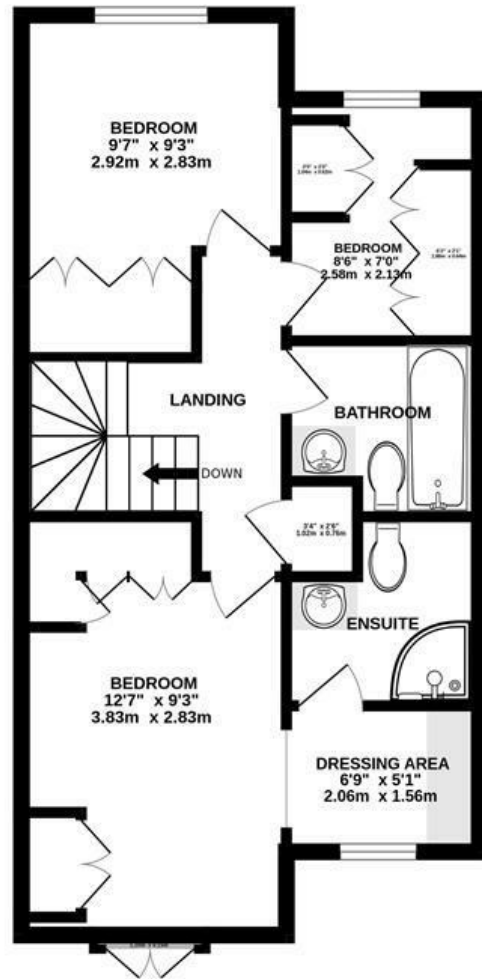 BEDROOM
9'7" x 9'3"
2.92m x 2.83m
BEDROOM
8'6" x 7'0"
2.58m x 2.13m
LANDING
BATHROOM
DOWN
3'4" x 2'6"
1.02m x 0.76m
ENSUITE
BEDROOM
12'7" x 9'3"
3.83m x 2.83m
DRESSING AREA
6'9" x 5'1"
2.06m x 1.56m